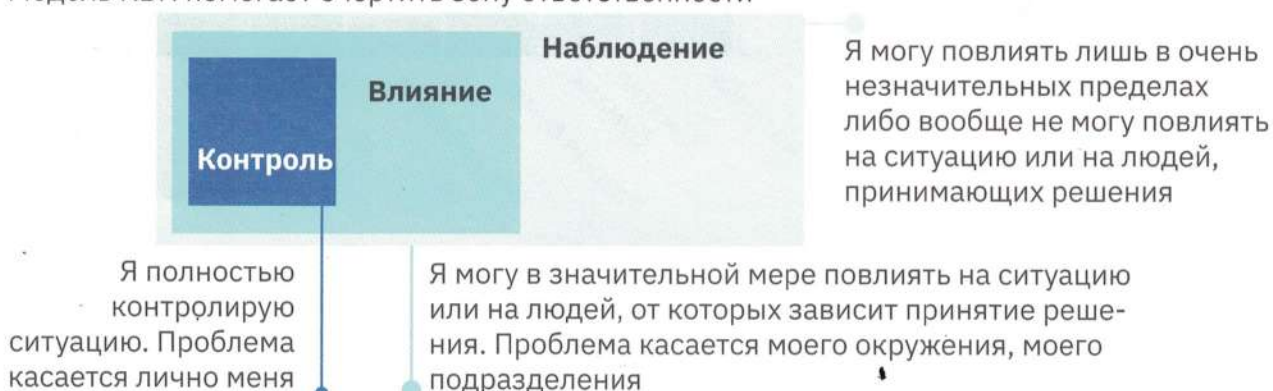 Наблюдение
Влияние
Контроль
Я могу повлиять лишь в очень
незначительных пределах
либо вообще не могу повлиять
на ситуацию или на людей,
принимающих решения
Я полностью
контролирую
ситуацию. Проблема
касается лично меня
Я могу в значительной мере повлиять на ситуацию
или на людей, от которых зависит принятие реше-
ния. Проблема касается моего окружения, моего
подразделения